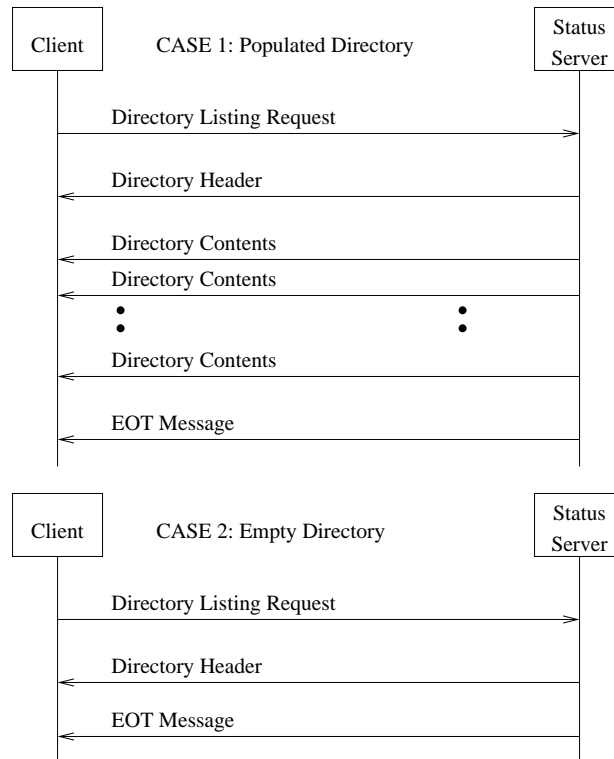 Client
CASE 1: Populated Directory
Status
Server
Directory Listing Request
Directory Header
Directory Contents
Directory Contents
Directory Contents
EOT Message
Client
CASE 2: Empty Directory
Status
Server
Directory Listing Request
Directory Header
EOT Message